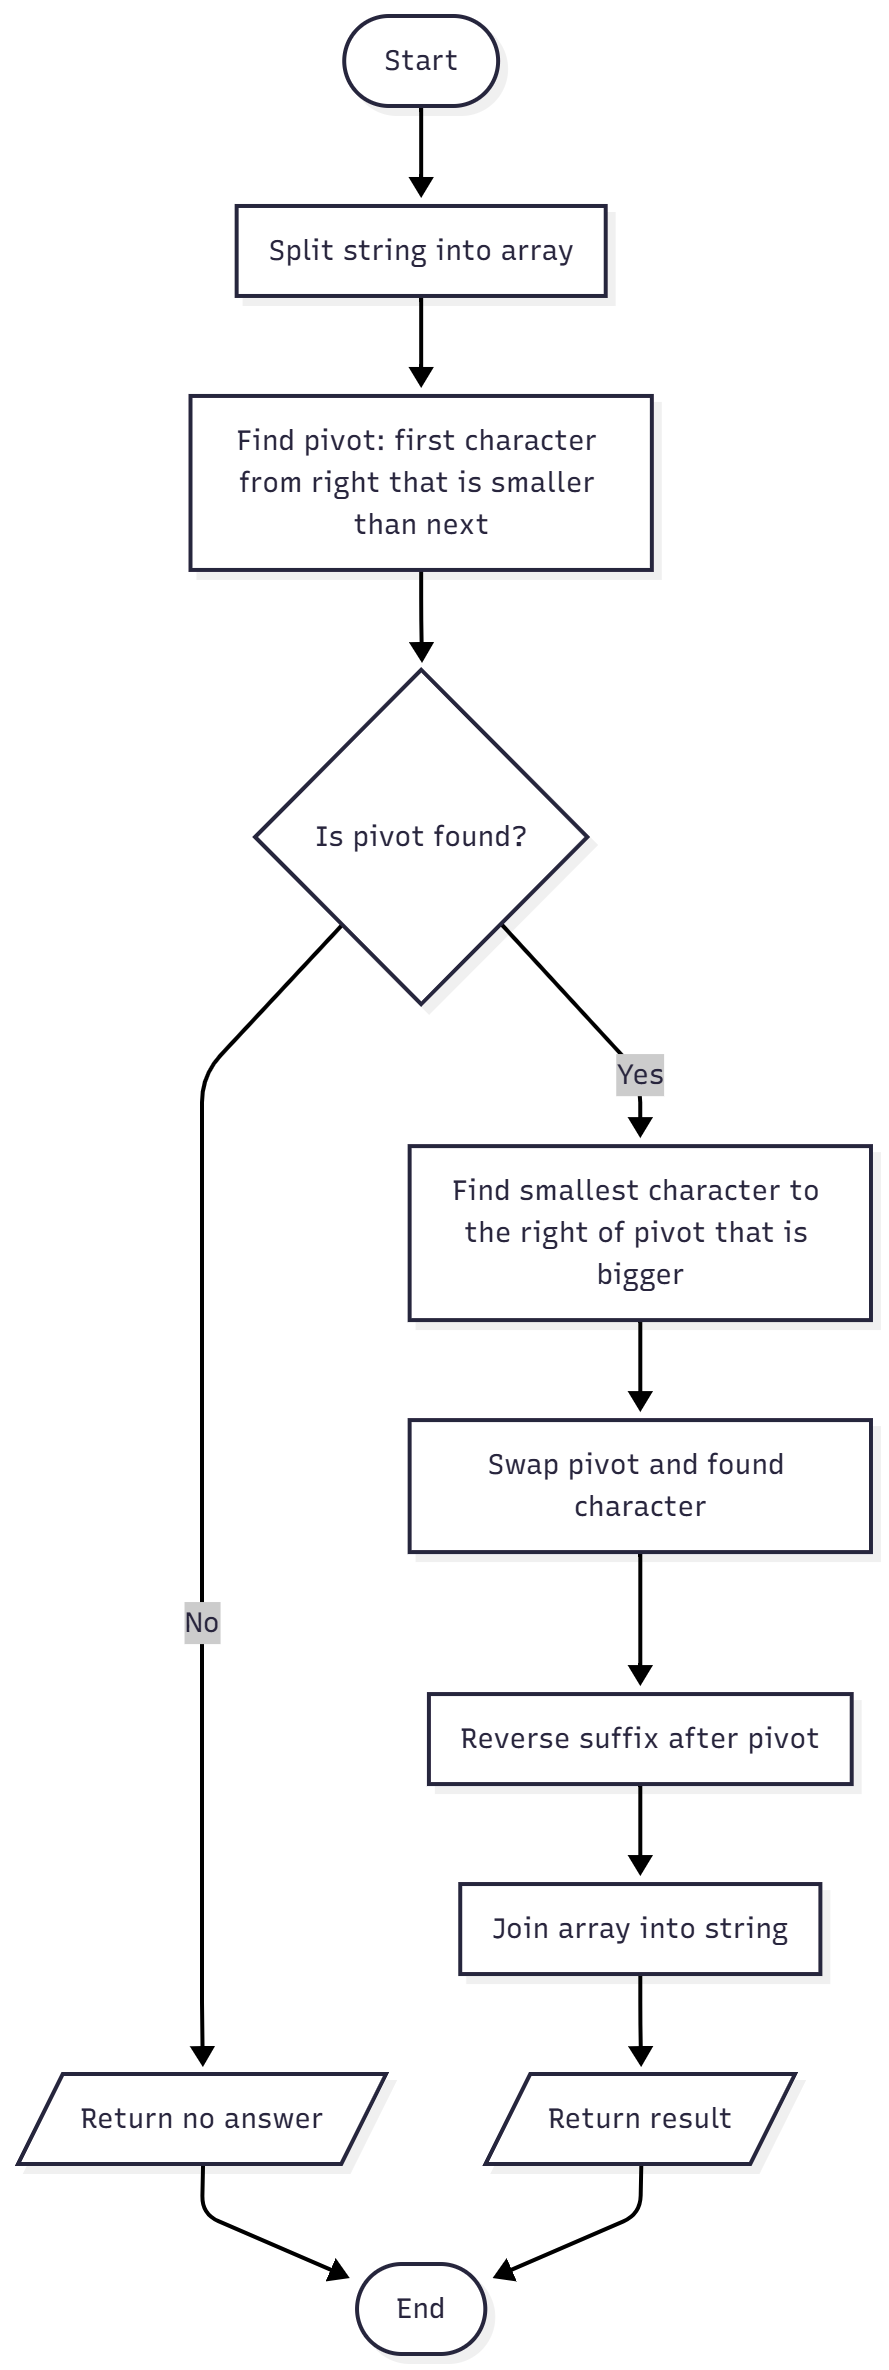 Start
Split string into array
Find pivot: first character
from right that is smaller
than next
Is pivot found?
Yes
Find smallest character to
the right of pivot that is
bigger
Swap pivot and found
character
No
Reverse suffix after pivot
Join array into string
Return no answer
Return result
End